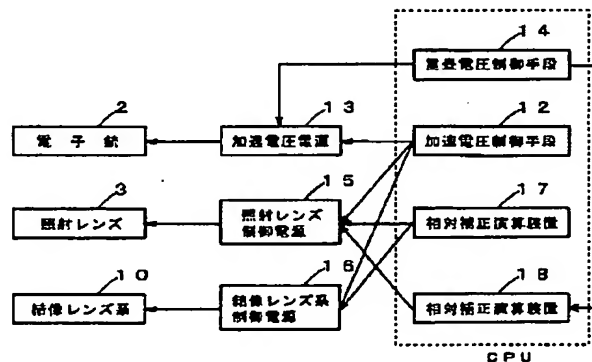 14
重畳電圧制御手段
2
13
12
電子銃
加速電圧電源
加速電圧制御手段
3
15
17
照射レンズ
照射レンズ
制御電源
相対補正演算装置
10
16
18
結像レンズ系
結像レンズ系
制御電源
相対補正演算装置
CPU